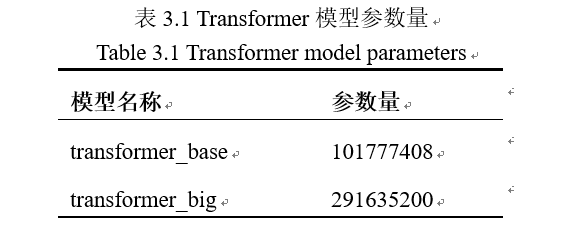 表 3.1 Transformer 模型参数量
Table 3.1 Transformer model parameters
模型名称 参数量
transformer_base 101777408
transformer_big 291635200